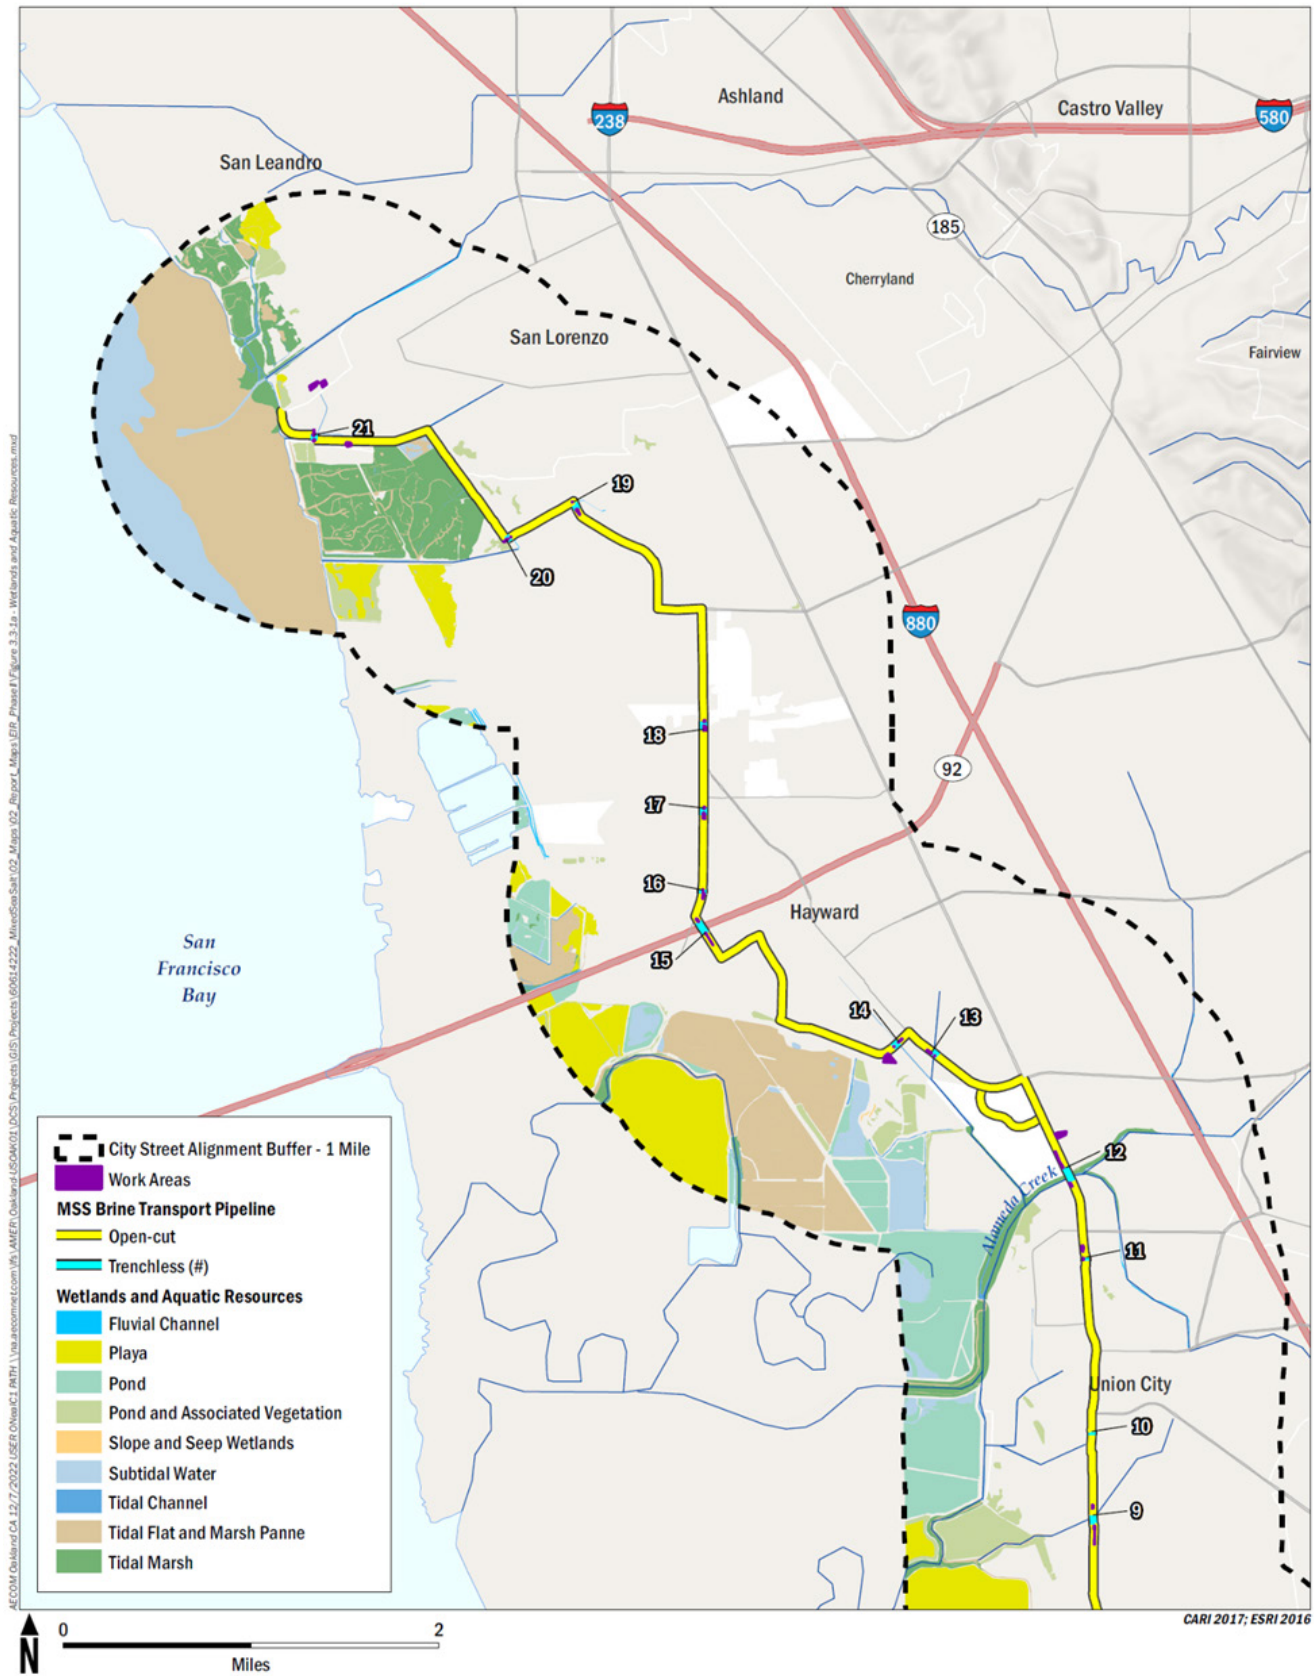 Ashland
Castro Valley
238
580
San Leandro
185
Cherryland
San Lorenzo
Fairview
21
19
20
880
18
92
17
16
Hayward
15
San
Francisco
Bay
14
13
12
Alameda Creek
11
Union City
10
9
City Street Alignment Buffer - 1 Mile
Work Areas
MSS Brine Transport Pipeline
Open-cut
Trenchless (#)
Wetlands and Aquatic Resources
Fluvial Channel
Playa
Pond
Pond and Associated Vegetation
Slope and Seep Wetlands
Subtidal Water
Tidal Channel
Tidal Flat and Marsh Panne
Tidal Marsh
CARI 2017; ESRI 2016
N
0 2
Miles